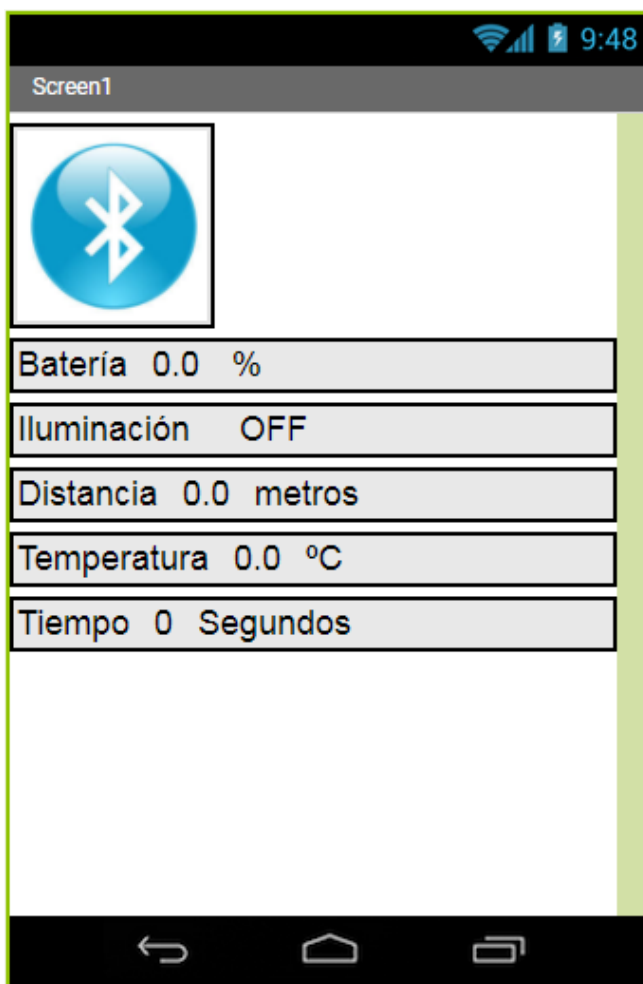 9:48
Screen1
Batería 0.0 %
Iluminación OFF
Distancia 0.0 metros
Temperatura 0.0 ºC
Tiempo 0 Segundos